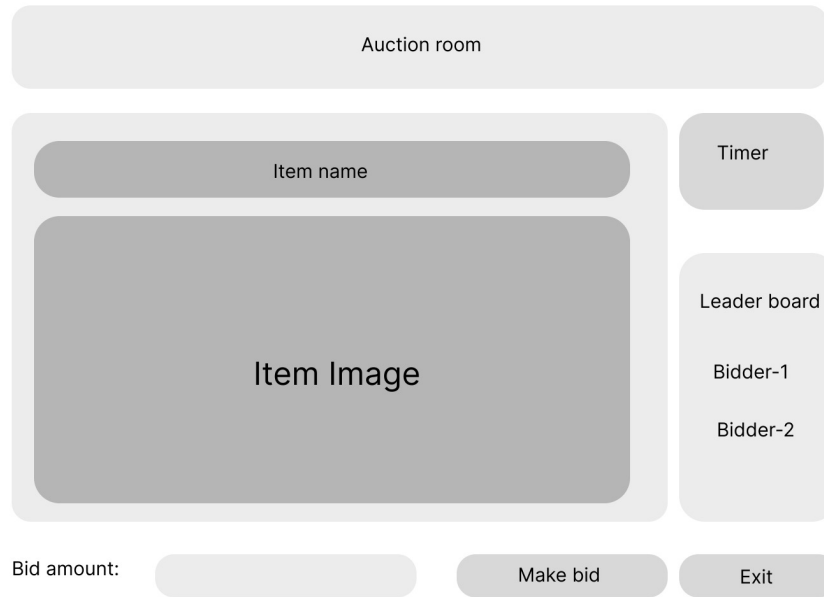 Auction room
Item name
Timer
Item Image
Leader board
Bidder-1
Bidder-2
Bid amount:
Make bid
Exit